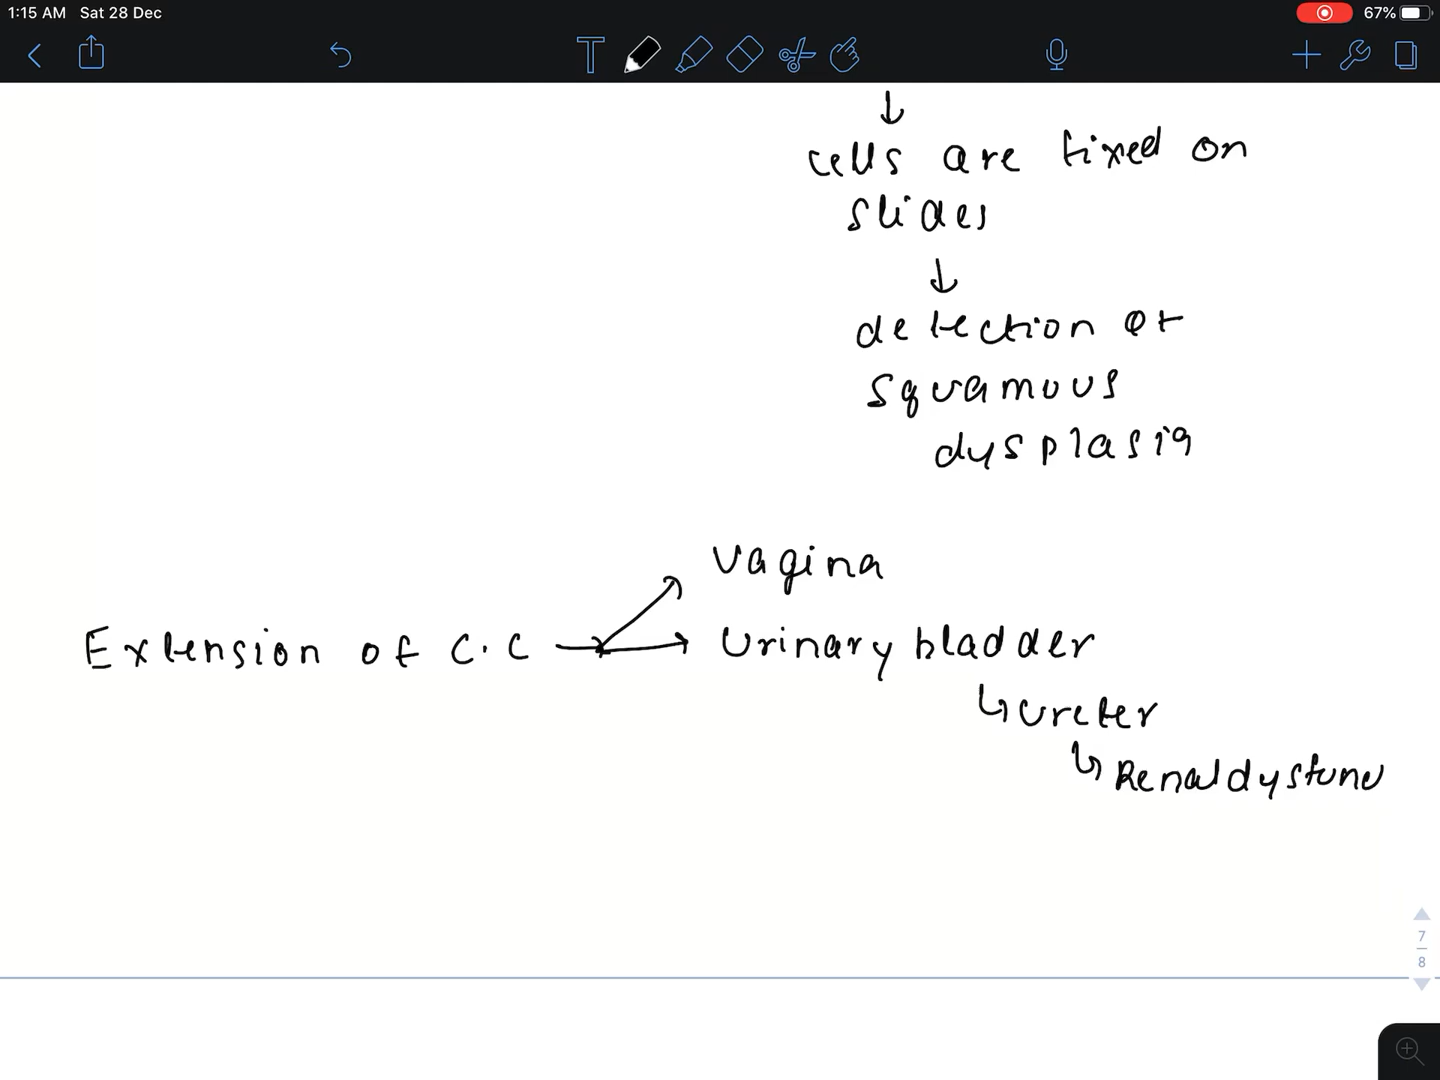 1:15 AM Sat 28 Dec
67%
T
cells are fixed on
slides
detection of
squamous
dysplasia
vagina
Extension of C.C
Urinary bladder
Ureter
Renal
7
8